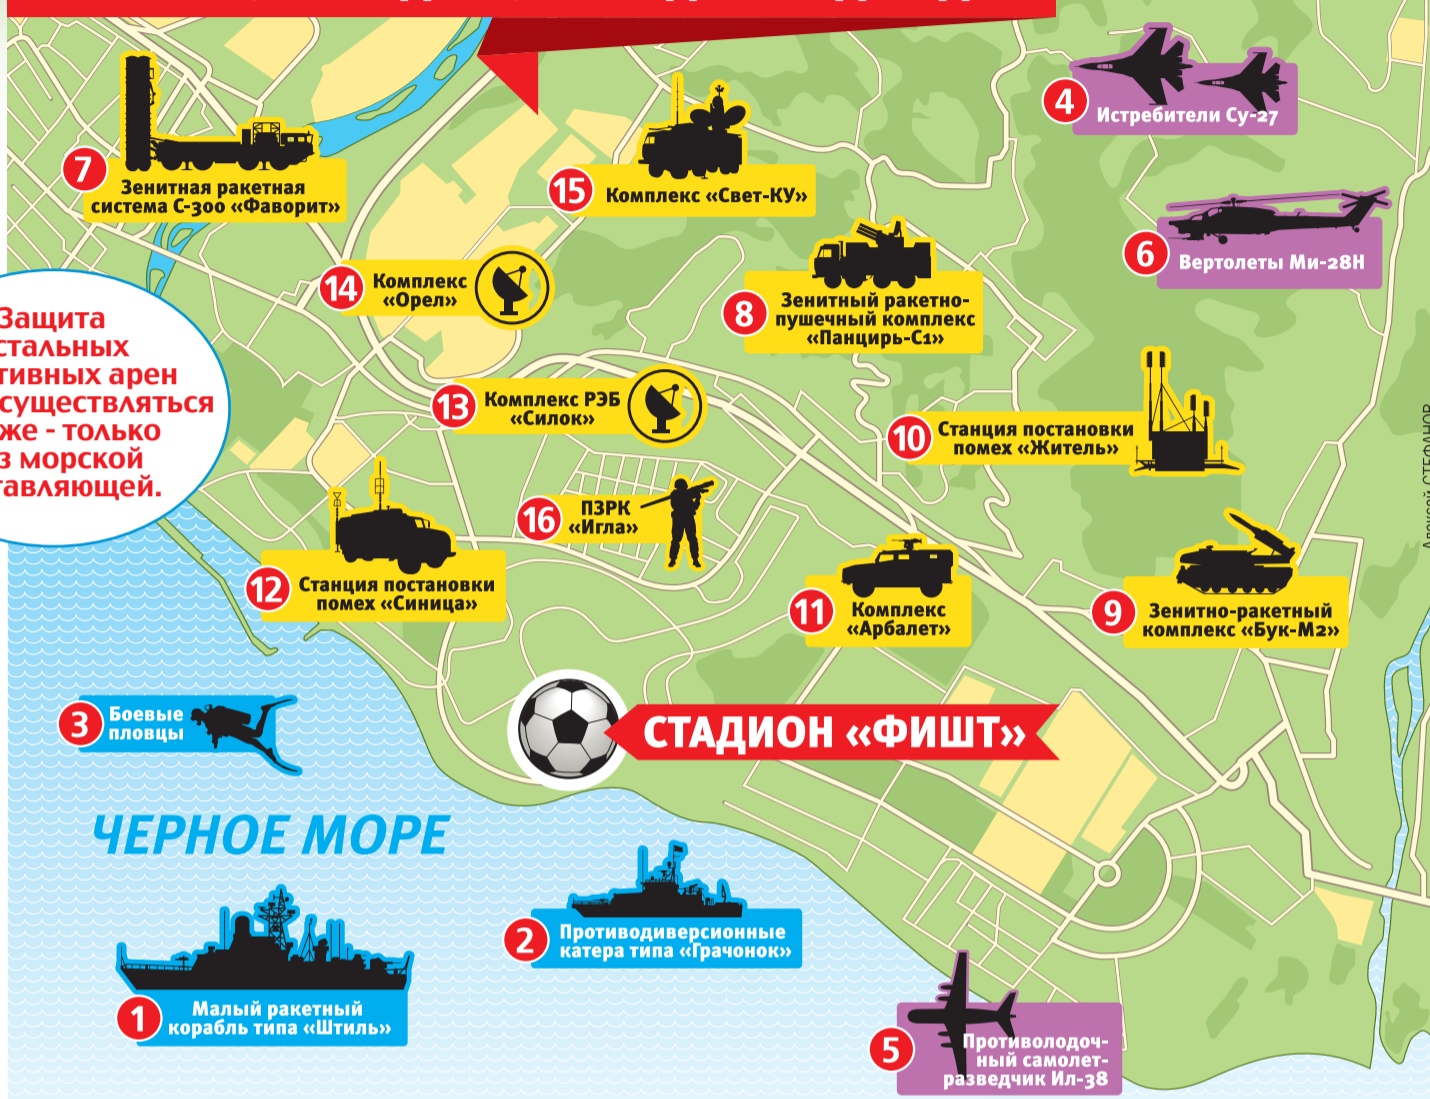 4
Истребители Су-27
7
Зенитная ракетная
система С-300 «Фаворит»
15
Комплекс «Свет-КУ»
6
Вертолеты Ми-28Н
14
Комплекс
«Орел»
8
Зенитный ракетно-
пушечный комплекс
«Панцирь-С1»
Защита
стальных
тивных арен
существляться
же - только
з морской
тавляющей.
13
Комплекс РЭБ
«Силок»
10
Станция постановки
помех «Житель»
Алексей СТЕФАНОВ
16
ПЗРК
«Игла»
12
Станция постановки
помех «Синица»
11
Комплекс
«Арбалет»
9
Зенитно-ракетный
комплекс «Бук-М2»
3
Боевые
пловцы
СТАДИОН «ФИШТ»
ЧЕРНОЕ МОРЕ
2
Противодиверсионные
катера типа «Грачонок»
1
Малый ракетный
корабль типа «Штиль»
5
Противолодоч-
ный самолет-
разведчик Ил-38